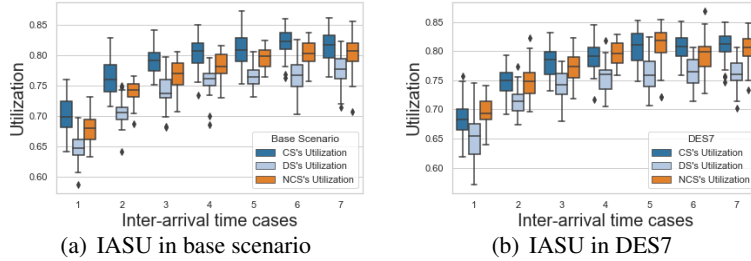 0.85
0.80
0.75
0.70
0.65
0.60
Utilization
Base Scenario
CS's Utilization
DS's Utilization
NCS's Utilization
1 2 3 4 5 6 7
Inter-arrival time cases
(a) IASU in base scenario
0.85
0.80
0.75
0.70
0.65
0.60
Utilization
DES7
CS's Utilization
DS's Utilization
NCS's Utilization
1 2 3 4 5 6 7
Inter-arrival time cases
(b) IASU in DES7